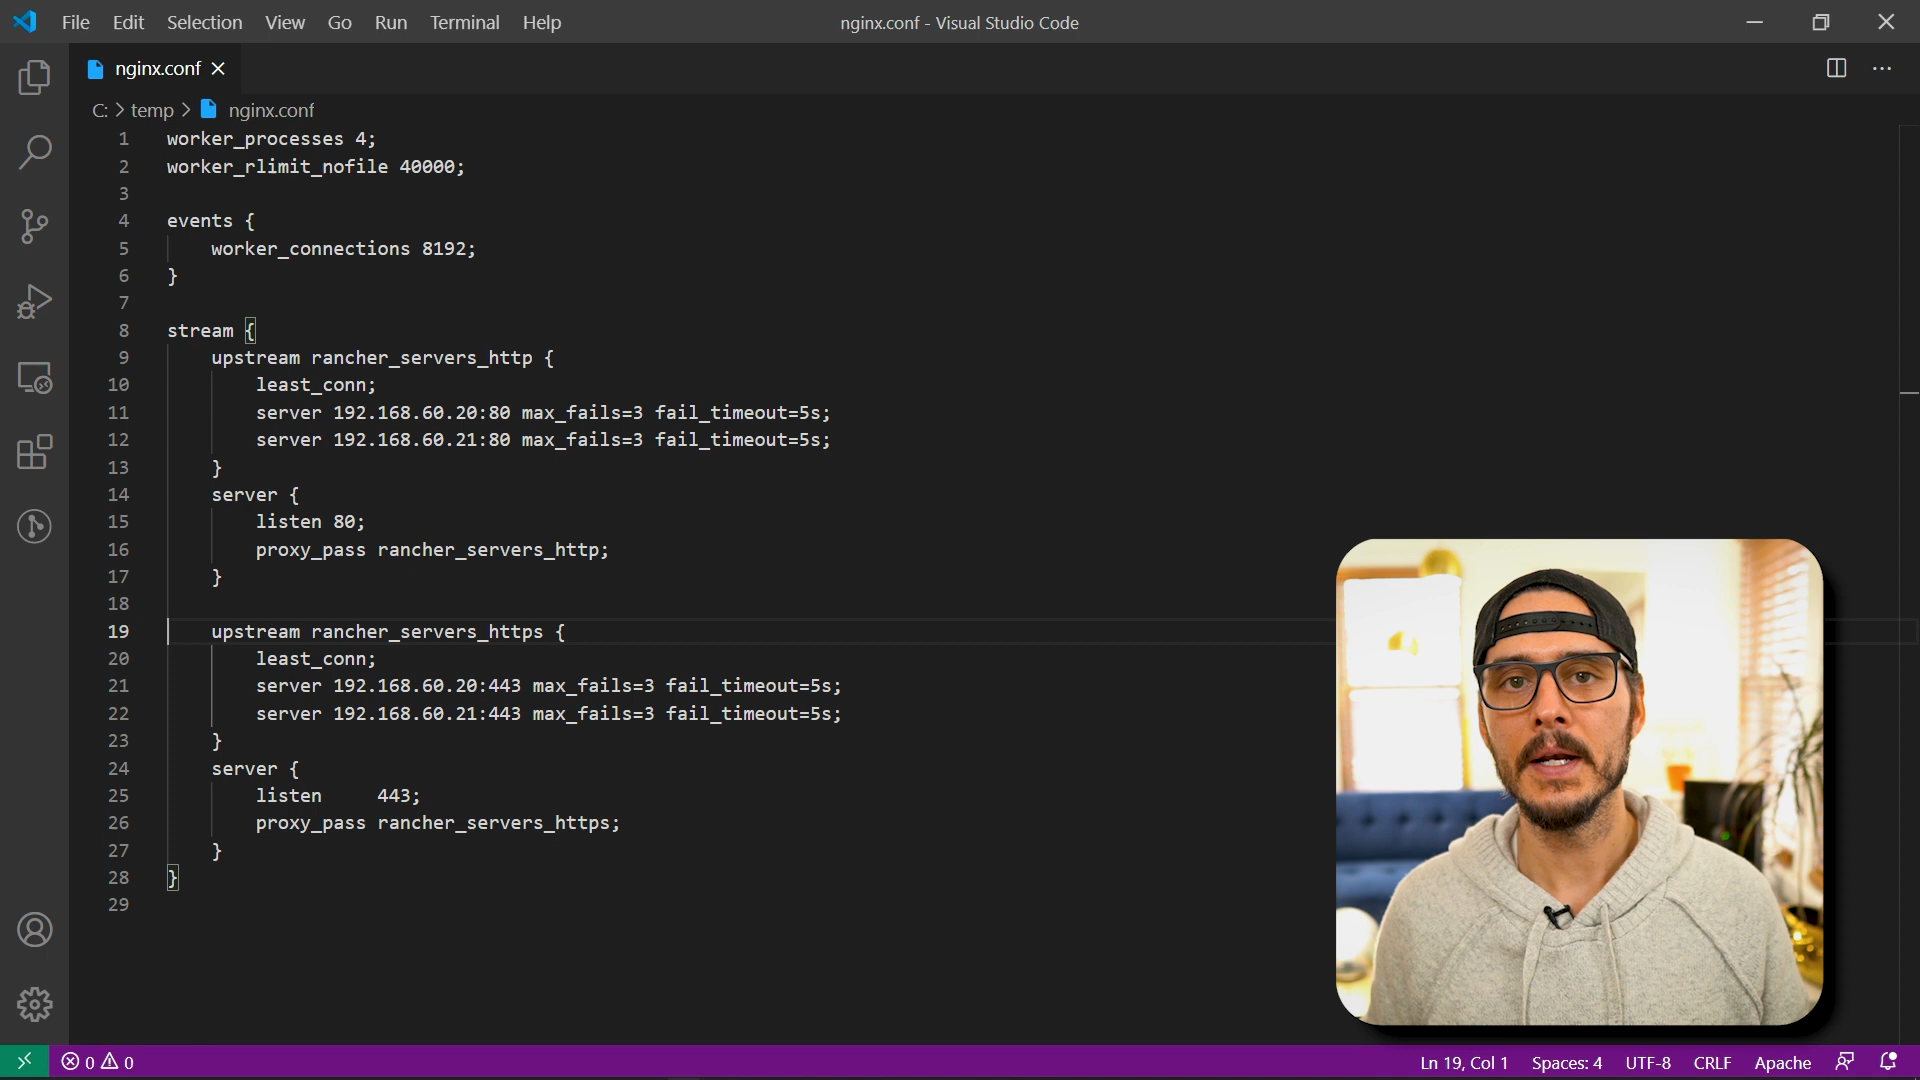 File Edit Selection View Go Run Terminal Help
nginx.conf - Visual Studio Code
nginx.conf
C: > temp > nginx.conf
1 worker_processes 4;
2 worker_rlimit_nofile 40000;
3
4 events {
5     worker_connections 8192;
6 }
7
8 stream {
9     upstream rancher_servers_http {
10         least_conn;
11         server 192.168.60.20:80 max_fails=3 fail_timeout=5s;
12         server 192.168.60.21:80 max_fails=3 fail_timeout=5s;
13     }
14     server {
15         listen 80;
16         proxy_pass rancher_servers_http;
17     }
18
19     upstream rancher_servers_https {
20         least_conn;
21         server 192.168.60.20:443 max_fails=3 fail_timeout=5s;
22         server 192.168.60.21:443 max_fails=3 fail_timeout=5s;
23     }
24     server {
25         listen     443;
26         proxy_pass rancher_servers_https;
27     }
28 }
29
0 0
Ln 19, Col 1 Spaces: 4 UTF-8 CRLF Apache